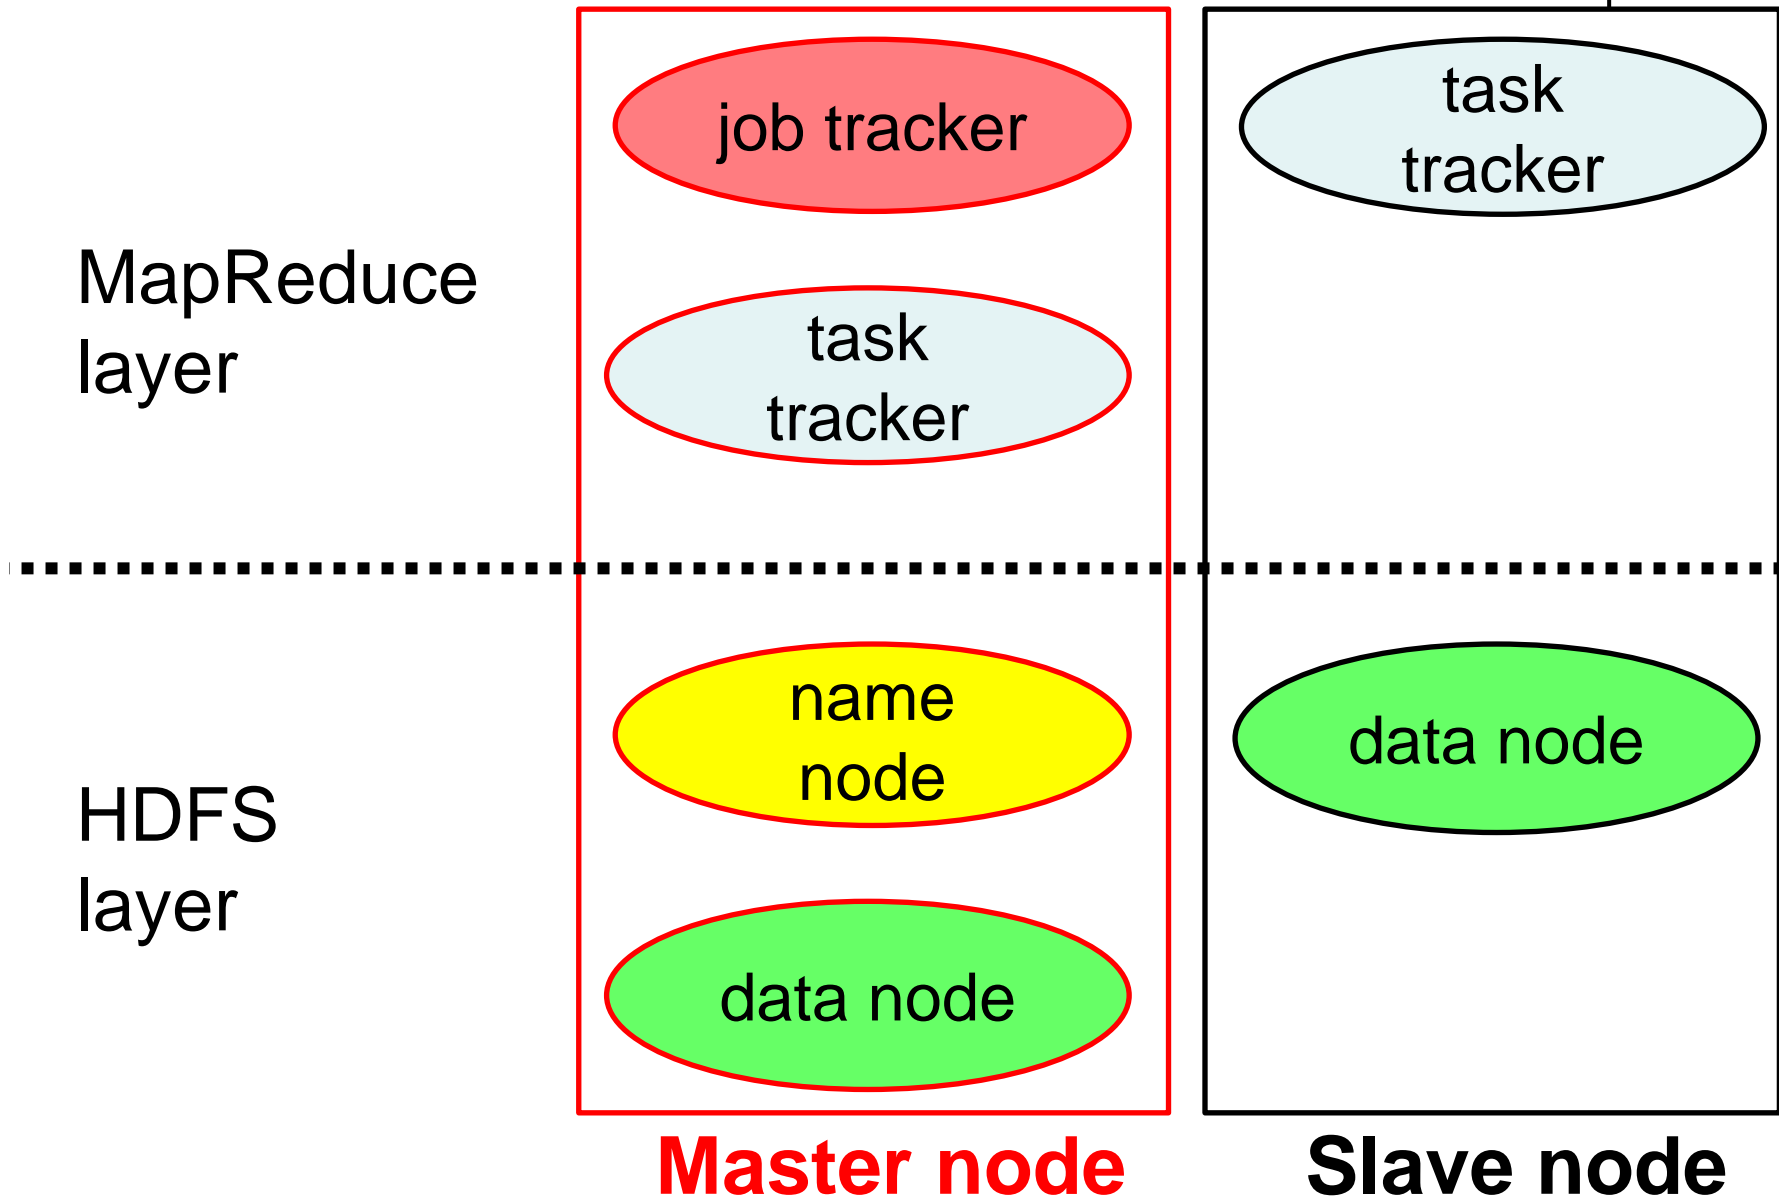 job tracker
task
tracker
MapReduce
layer
task
tracker
name
node
data node
HDFS
layer
data node
Master node
Slave node